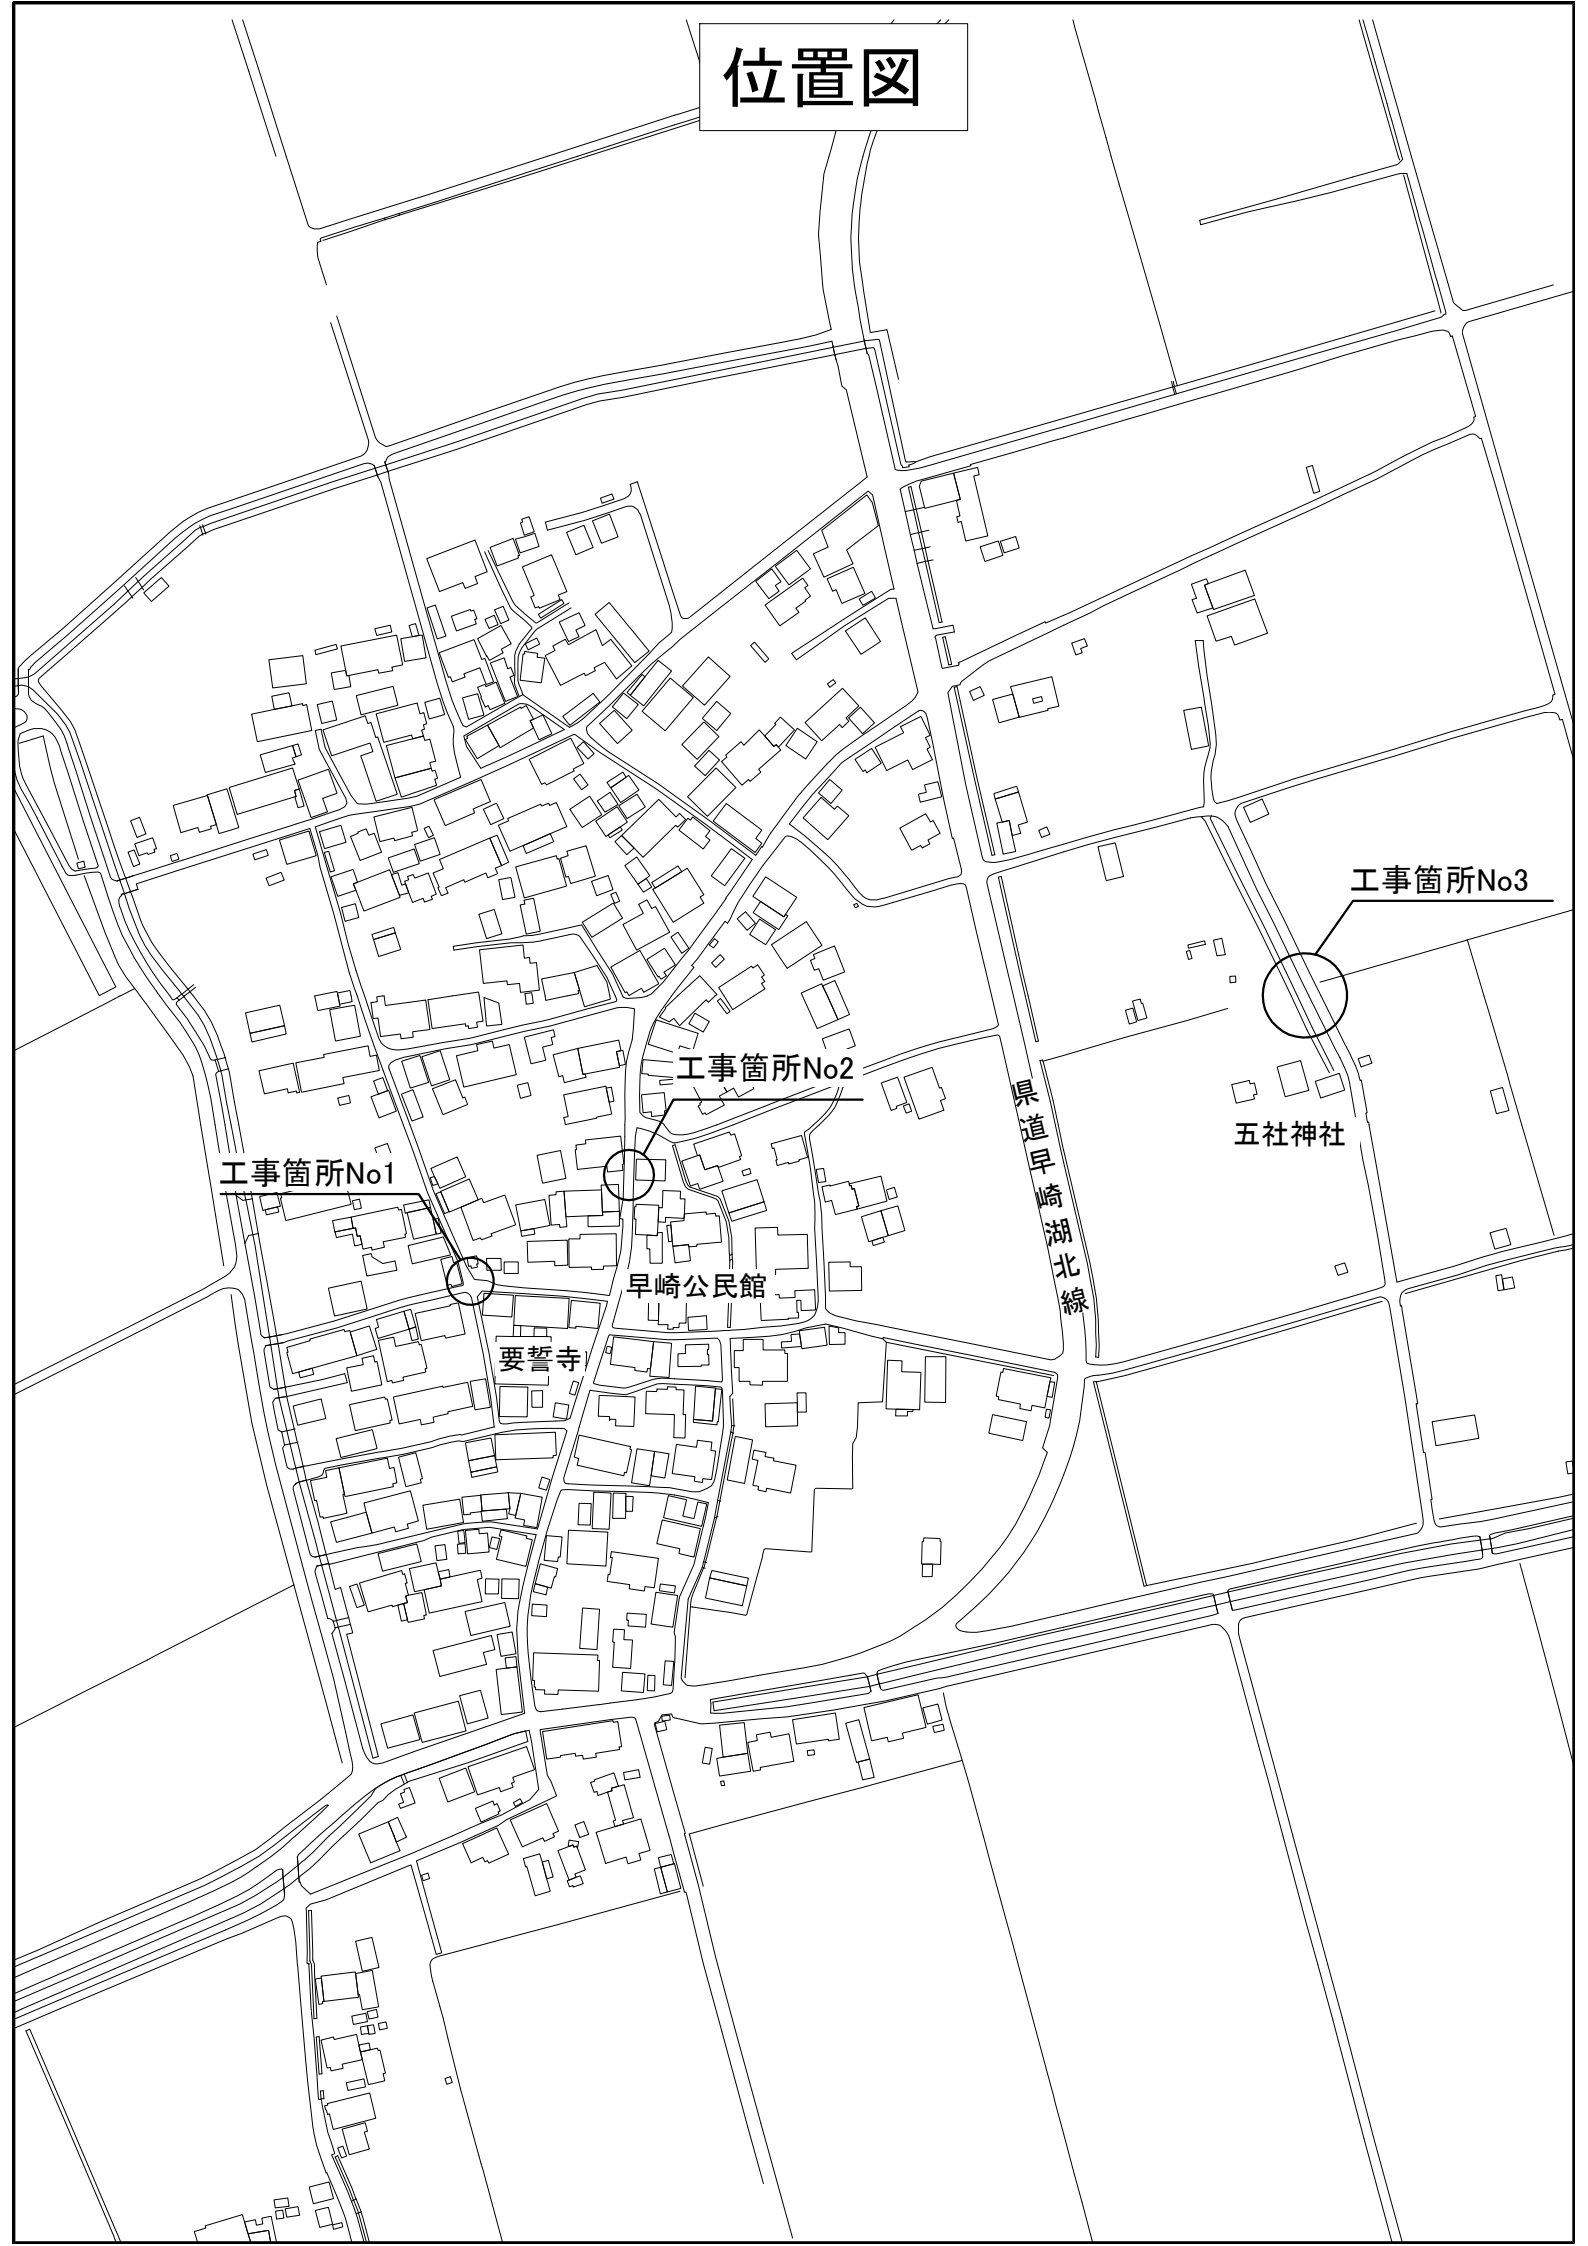 位置図
工事箇所No3
工事箇所No2
県道早崎湖北線
五社神社
工事箇所No1
早崎公民館
要誓寺